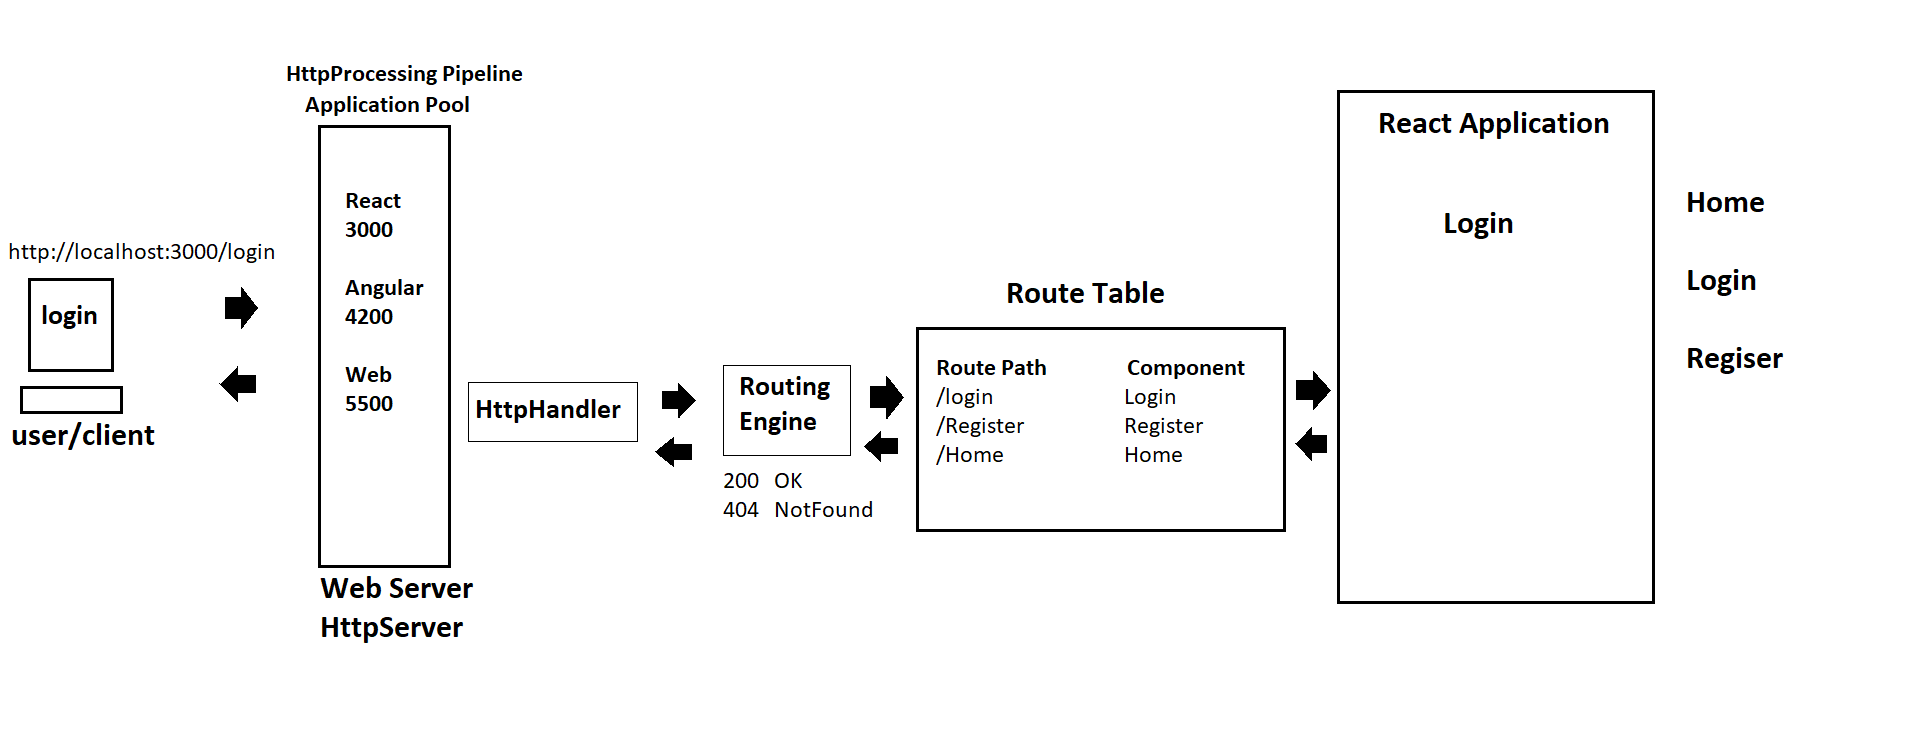 HttpProcessing Pipeline
Application Pool
React
3000
Angular
4200
Web
5500
Web Server
HttpServer
http://localhost:3000/login
login
user/client
HttpHandler
Routing
Engine
200 OK
404 NotFound
Route Table
Route Path Component
/login Login
/Register Register
/Home Home
React Application
Login
Home
Login
Regiser